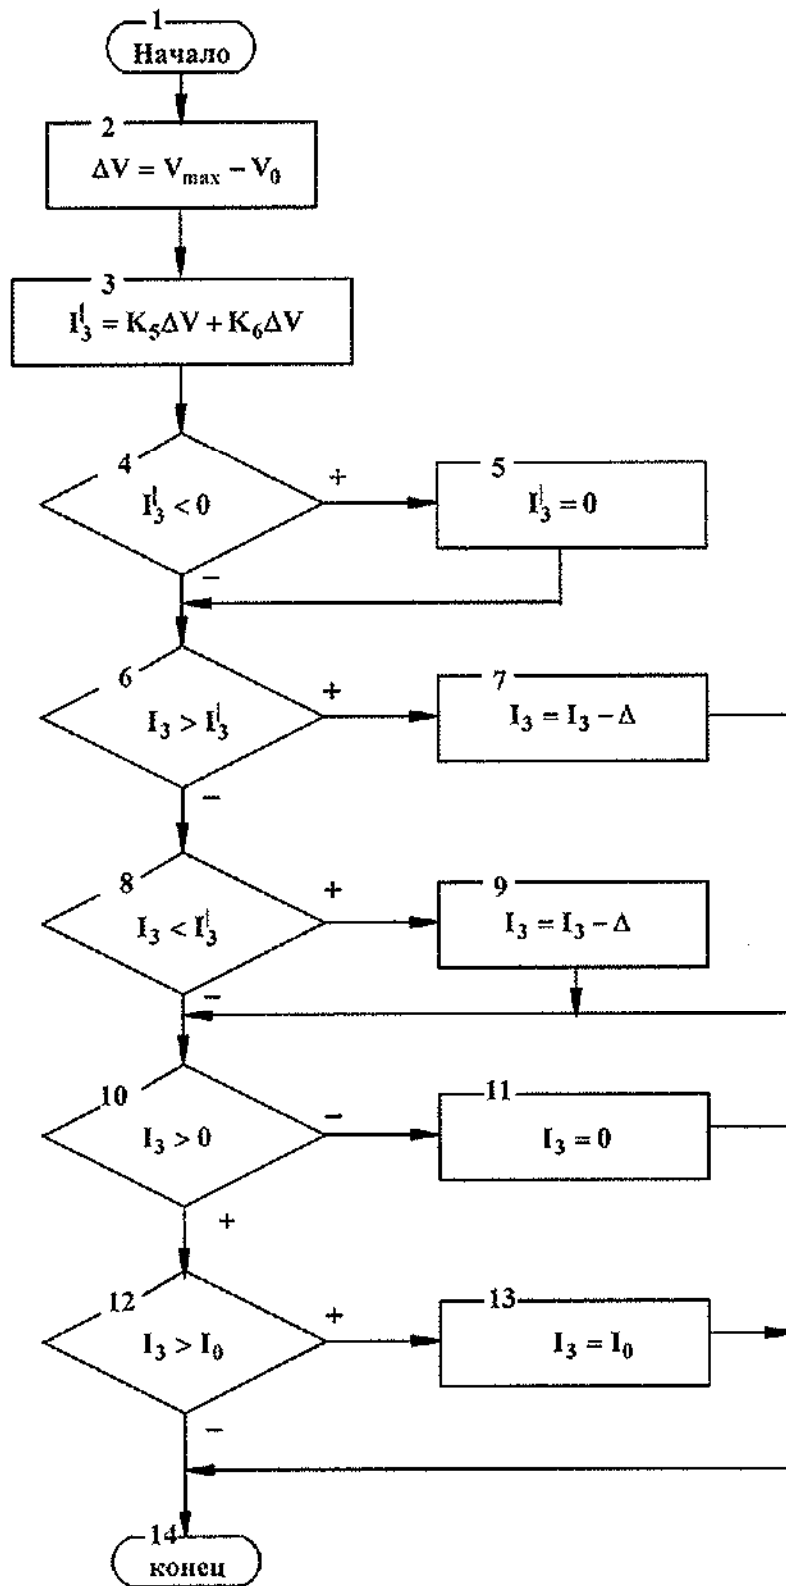 1
Начало
2
ΔV = V_max − V_0
3
I_3^| = K_5ΔV + K_6ΔV
4
I_3^| < 0
+
−
5
I_3^| = 0
6
I_3 > I_3^|
+
−
7
I_3 = I_3 − Δ
8
I_3 < I_3^|
+
−
9
I_3 = I_3 − Δ
10
I_3 > 0
−
+
11
I_3 = 0
12
I_3 > I_0
+
−
13
I_3 = I_0
14
конец